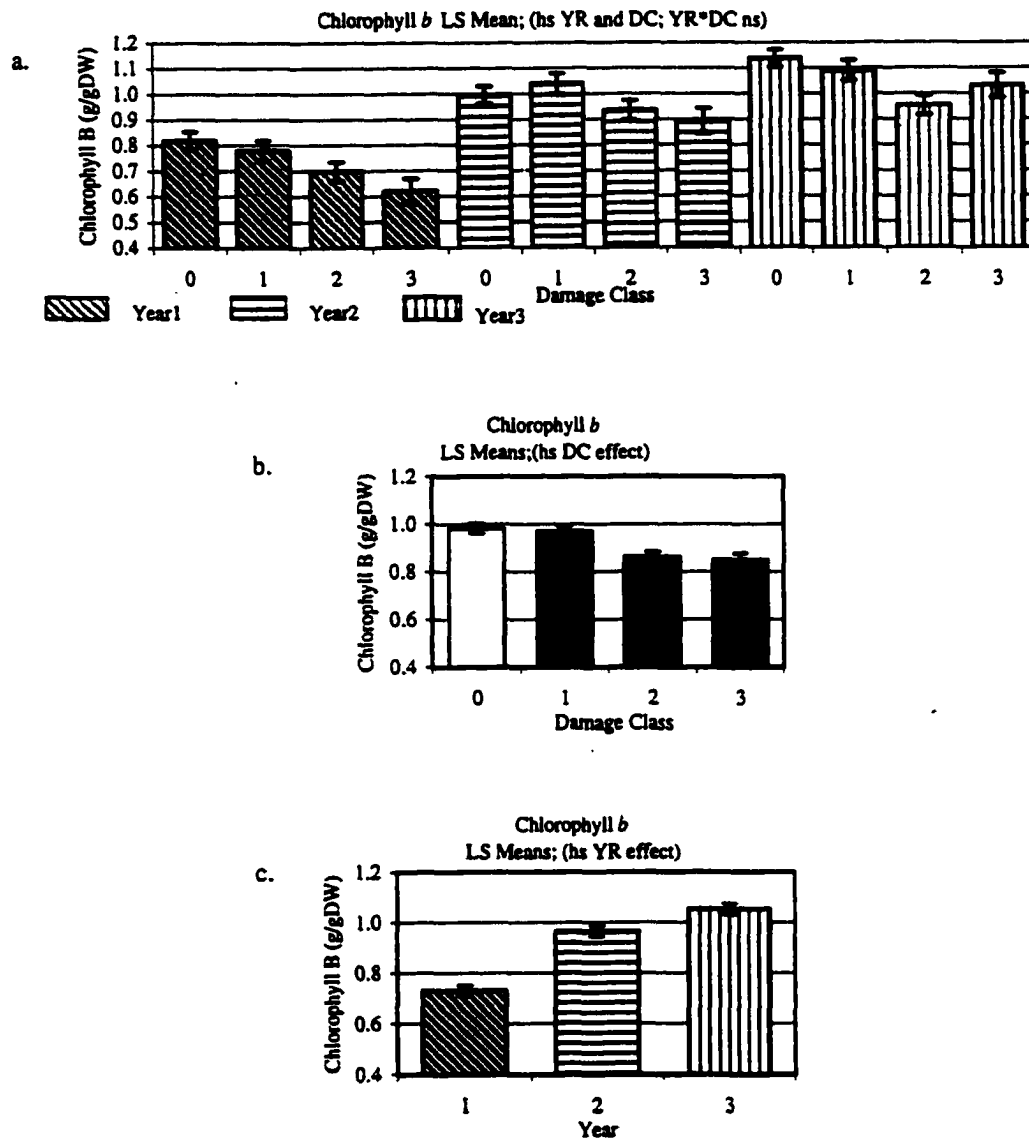 Chlorophyll b LS Mean; (hs YR and DC; YR*DC ns)
a.
Chlorophyll B (g/gDW)
1.2
1.1
1.0
0.9
0.8
0.7
0.6
0.5
0.4
0 1 2 3 0 1 2 3 0 1 2 3
Damage Class
Year1 Year2 Year3
Chlorophyll b
LS Means;(hs DC effect)
b.
Chlorophyll B (g/gDW)
1.2
1.0
0.8
0.6
0.4
0 1 2 3
Damage Class
Chlorophyll b
LS Means; (hs YR effect)
c.
Chlorophyll B (g/gDW)
1.2
1.0
0.8
0.6
0.4
1 2 3
Year